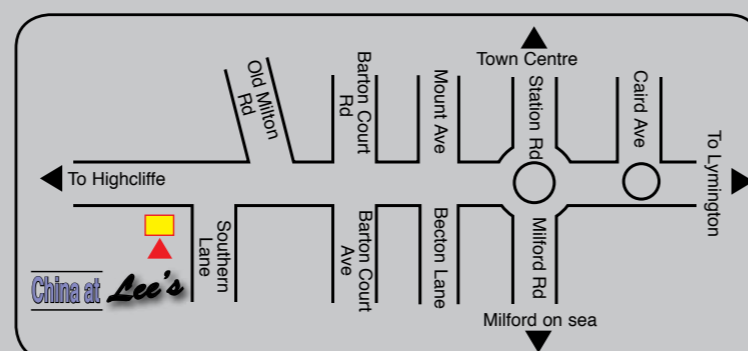 Town Centre
Old Milton
Rd
Barton Court
Rd
Mount Ave
Station Rd
Caird Ave
To Highcliffe
To Lymington
Southern
Lane
Barton Court
Ave
Becton Lane
Milford Rd
China at Lee's
Milford on sea